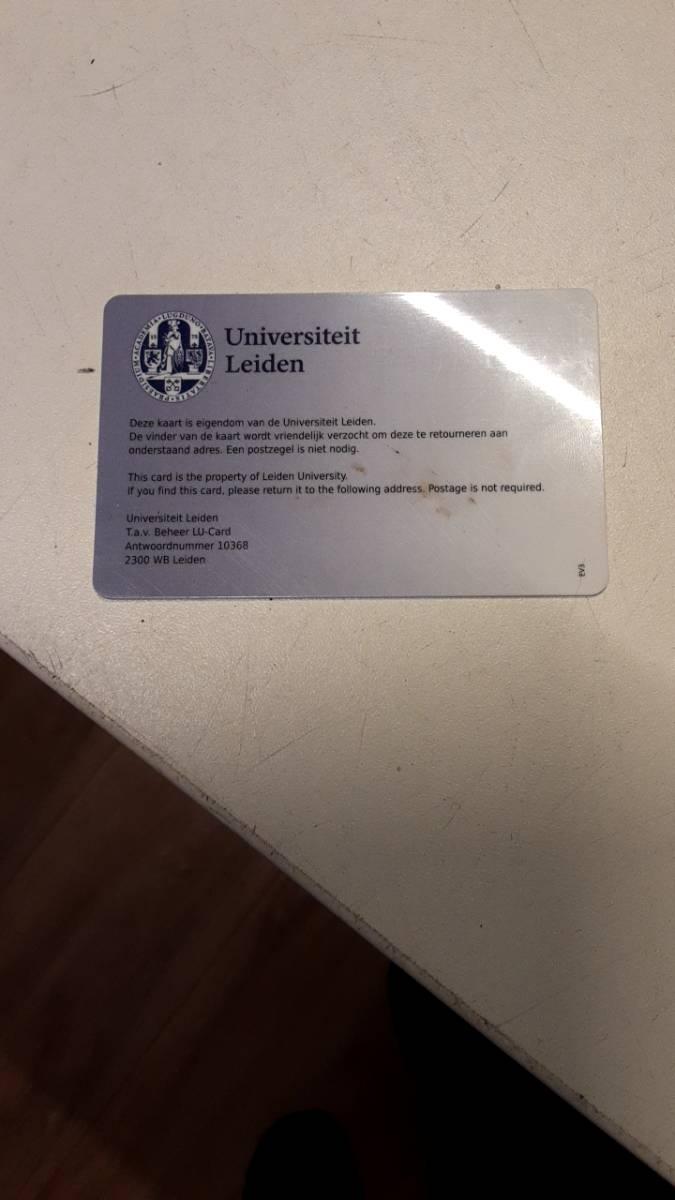 Universiteit
Leiden
Deze kaart is eigendom van de Universiteit Leiden.
De vinder van de kaart wordt vriendelijk verzocht om deze te retourneren aan
onderstaand adres. Een postzegel is niet nodig.
This card is the property of Leiden University.
If you find this card, please return it to the following address. Postage is not required.
Universiteit Leiden
T.a.v. Beheer LU-Card
Antwoordnummer 10368
2300 WB Leiden
EV3